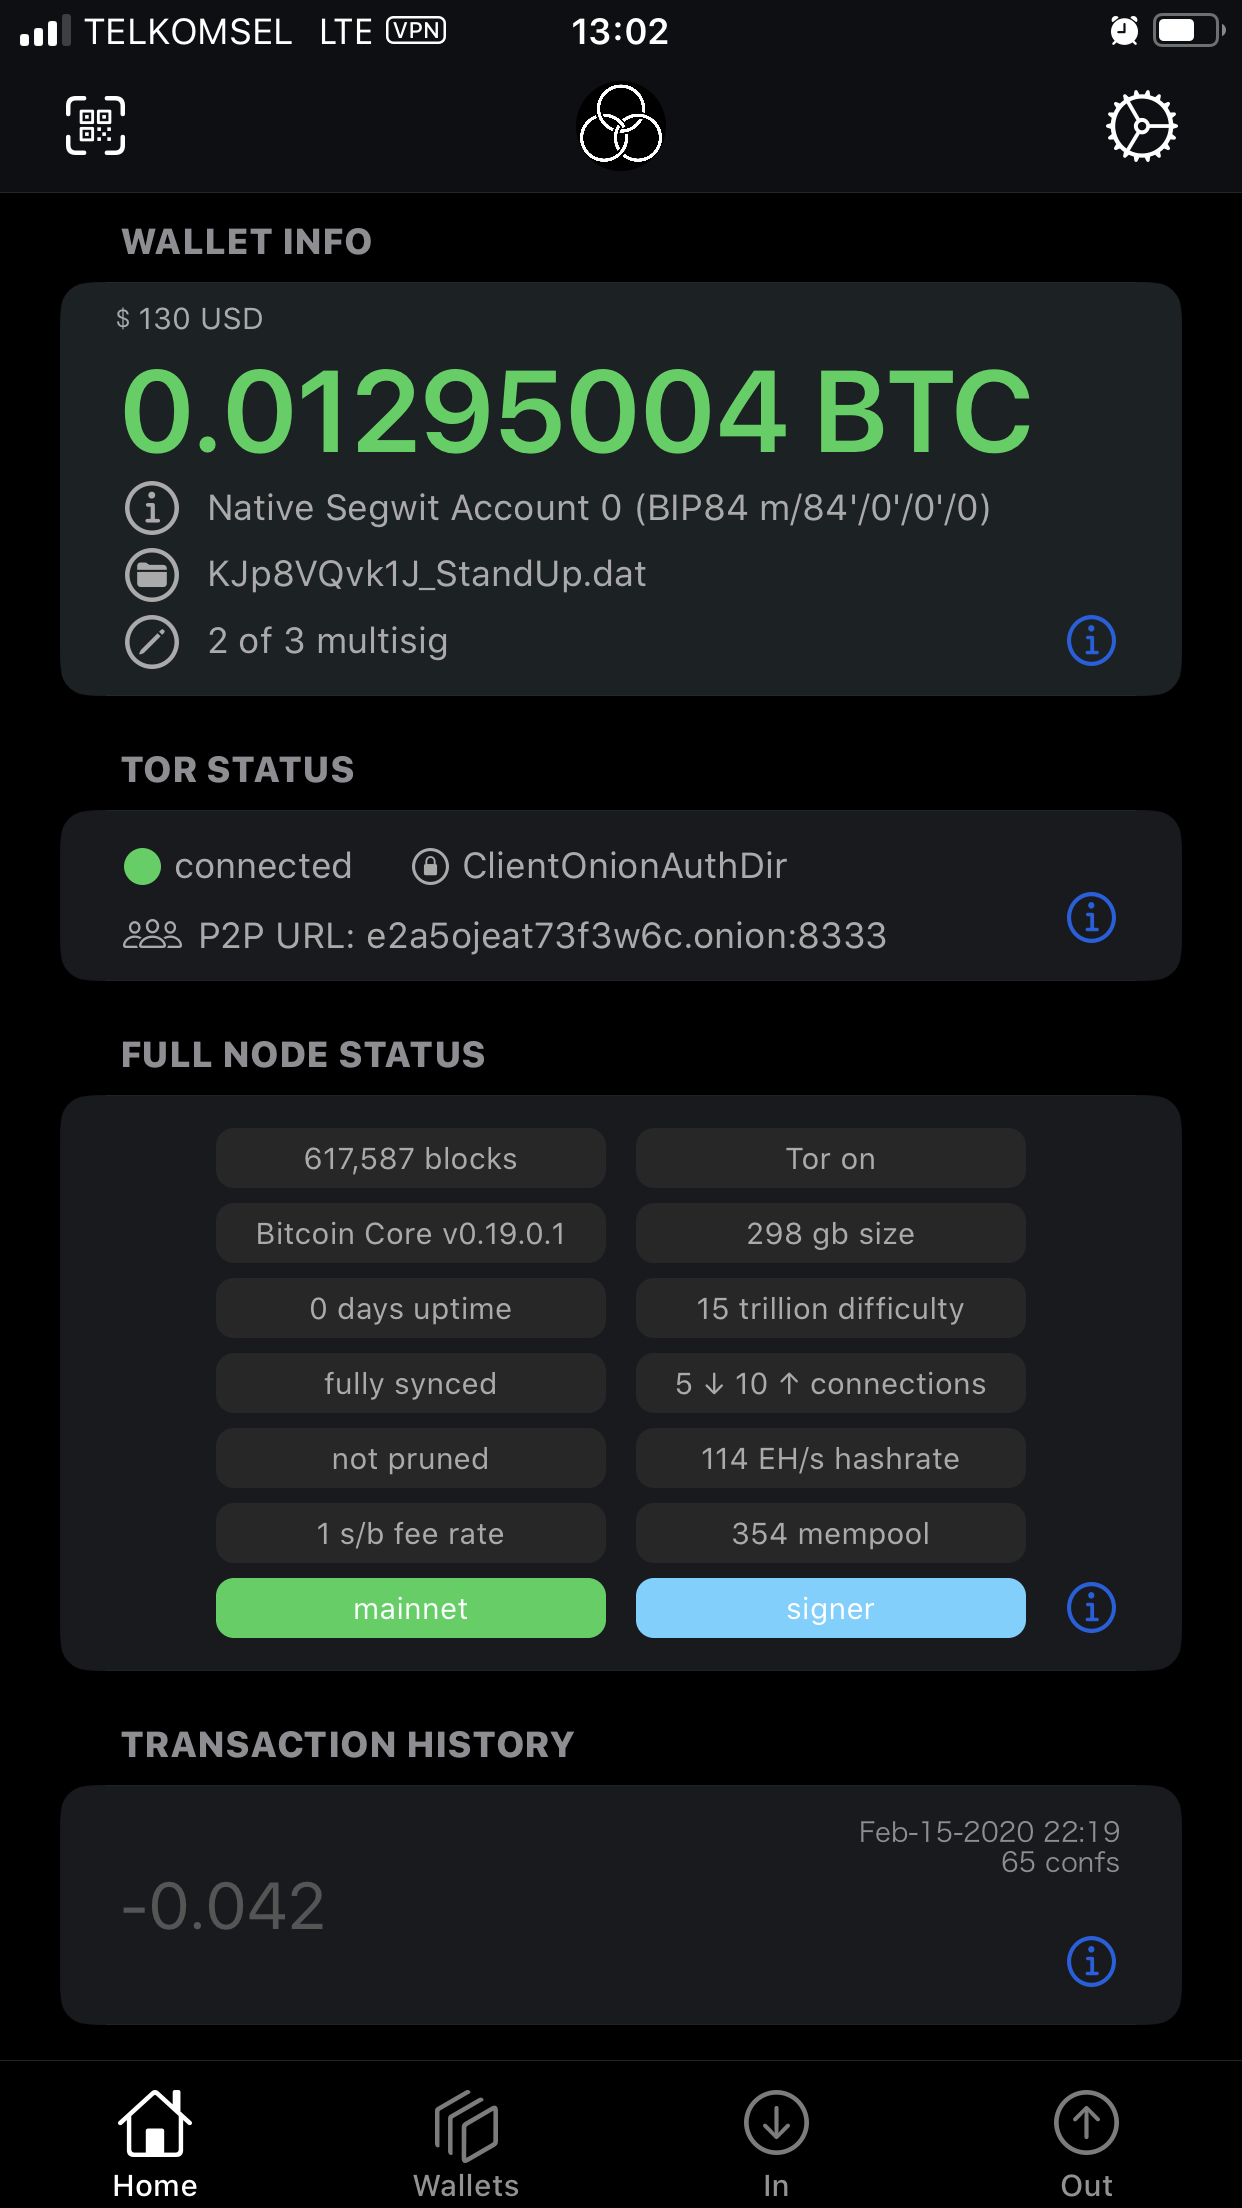 TELKOMSEL LTE VPN 13:02
WALLET INFO
$ 130 USD
0.01295004 BTC
Native Segwit Account 0 (BIP84 m/84'/0'/0'/0)
KJp8VQvk1J_StandUp.dat
2 of 3 multisig
TOR STATUS
connected ClientOnionAuthDir
P2P URL: e2a5ojeat73f3w6c.onion:8333
FULL NODE STATUS
617,587 blocks Tor on
Bitcoin Core v0.19.0.1 298 gb size
0 days uptime 15 trillion difficulty
fully synced 5 ↓ 10 ↑ connections
not pruned 114 EH/s hashrate
1 s/b fee rate 354 mempool
mainnet signer
TRANSACTION HISTORY
Feb-15-2020 22:19
65 confs
-0.042
Home Wallets In Out